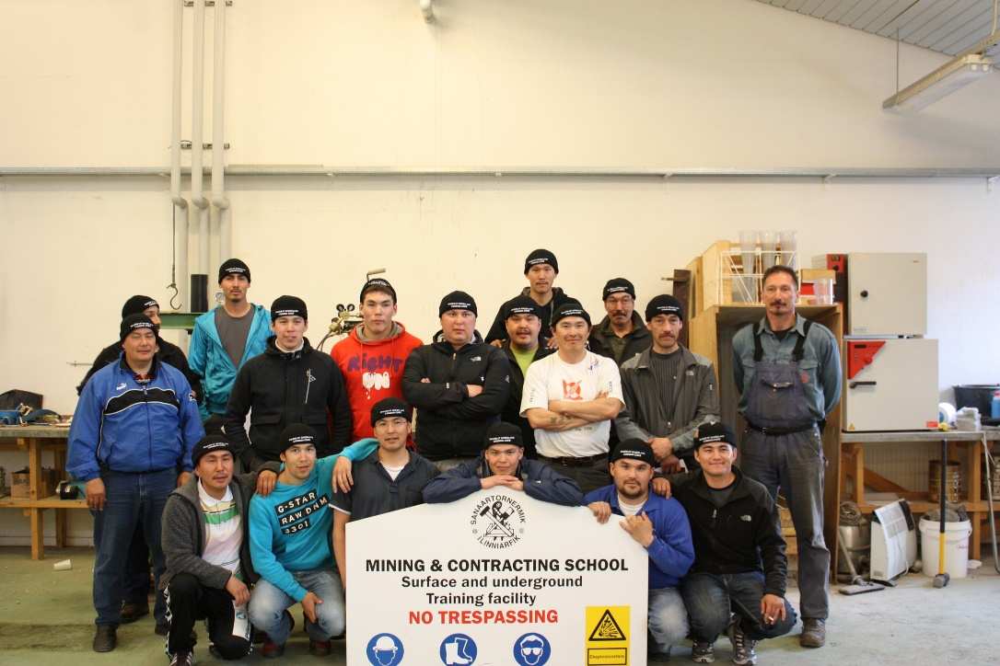 RiGHT
G-STAR
RAW DNM
3301
SANAARTORNERMIK
ILINNIARFIK
MINING & CONTRACTING SCHOOL
Surface and underground
Training facility
NO TRESPASSING